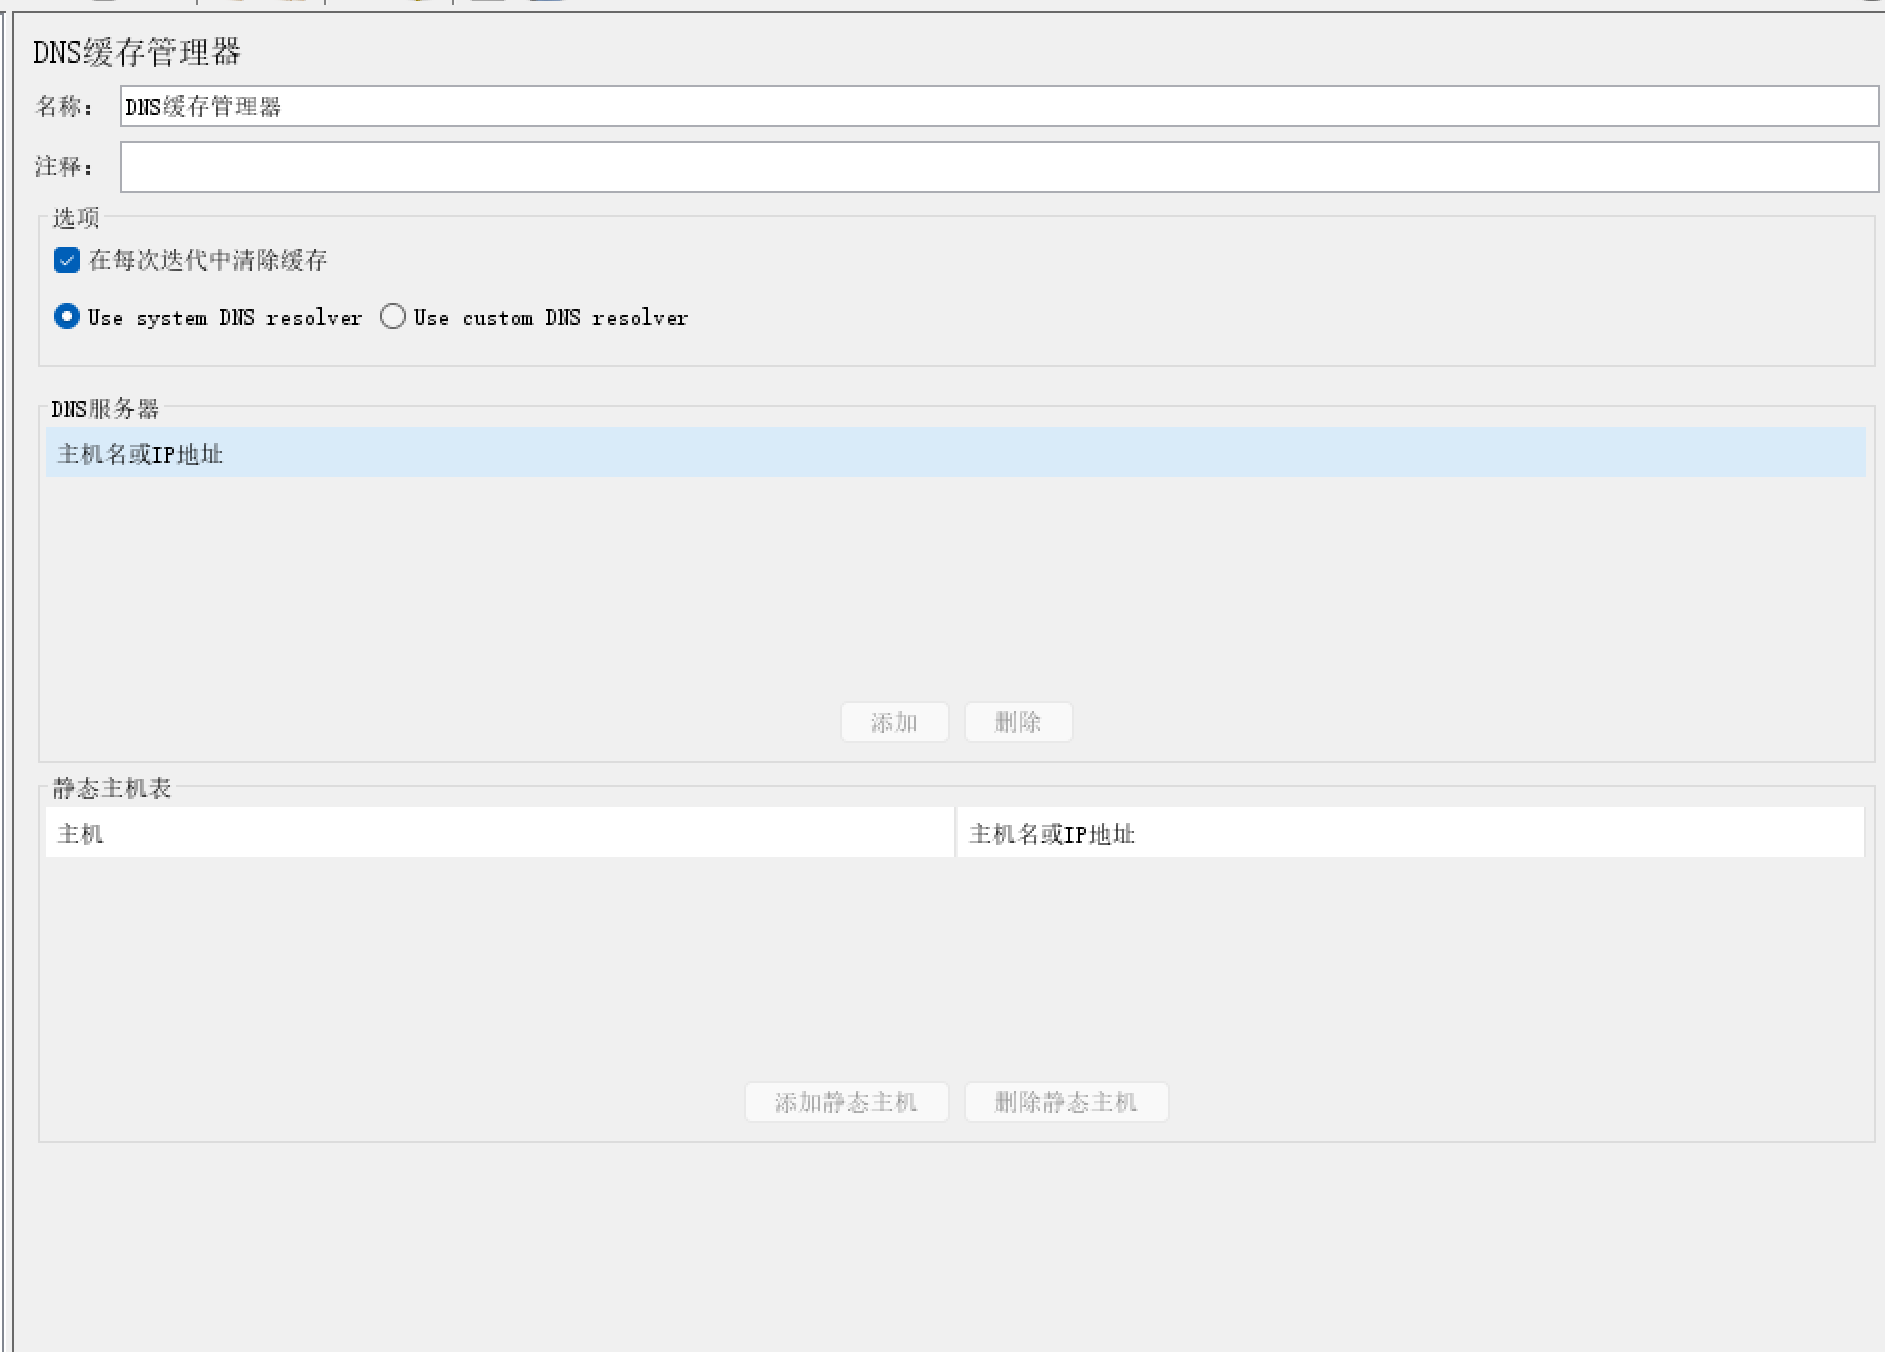 DNS缓存管理器
名称： DNS缓存管理器
注释：
选项
在每次迭代中清除缓存
Use system DNS resolver Use custom DNS resolver
DNS服务器
主机名或IP地址
添加 删除
静态主机表
主机 主机名或IP地址
添加静态主机 删除静态主机